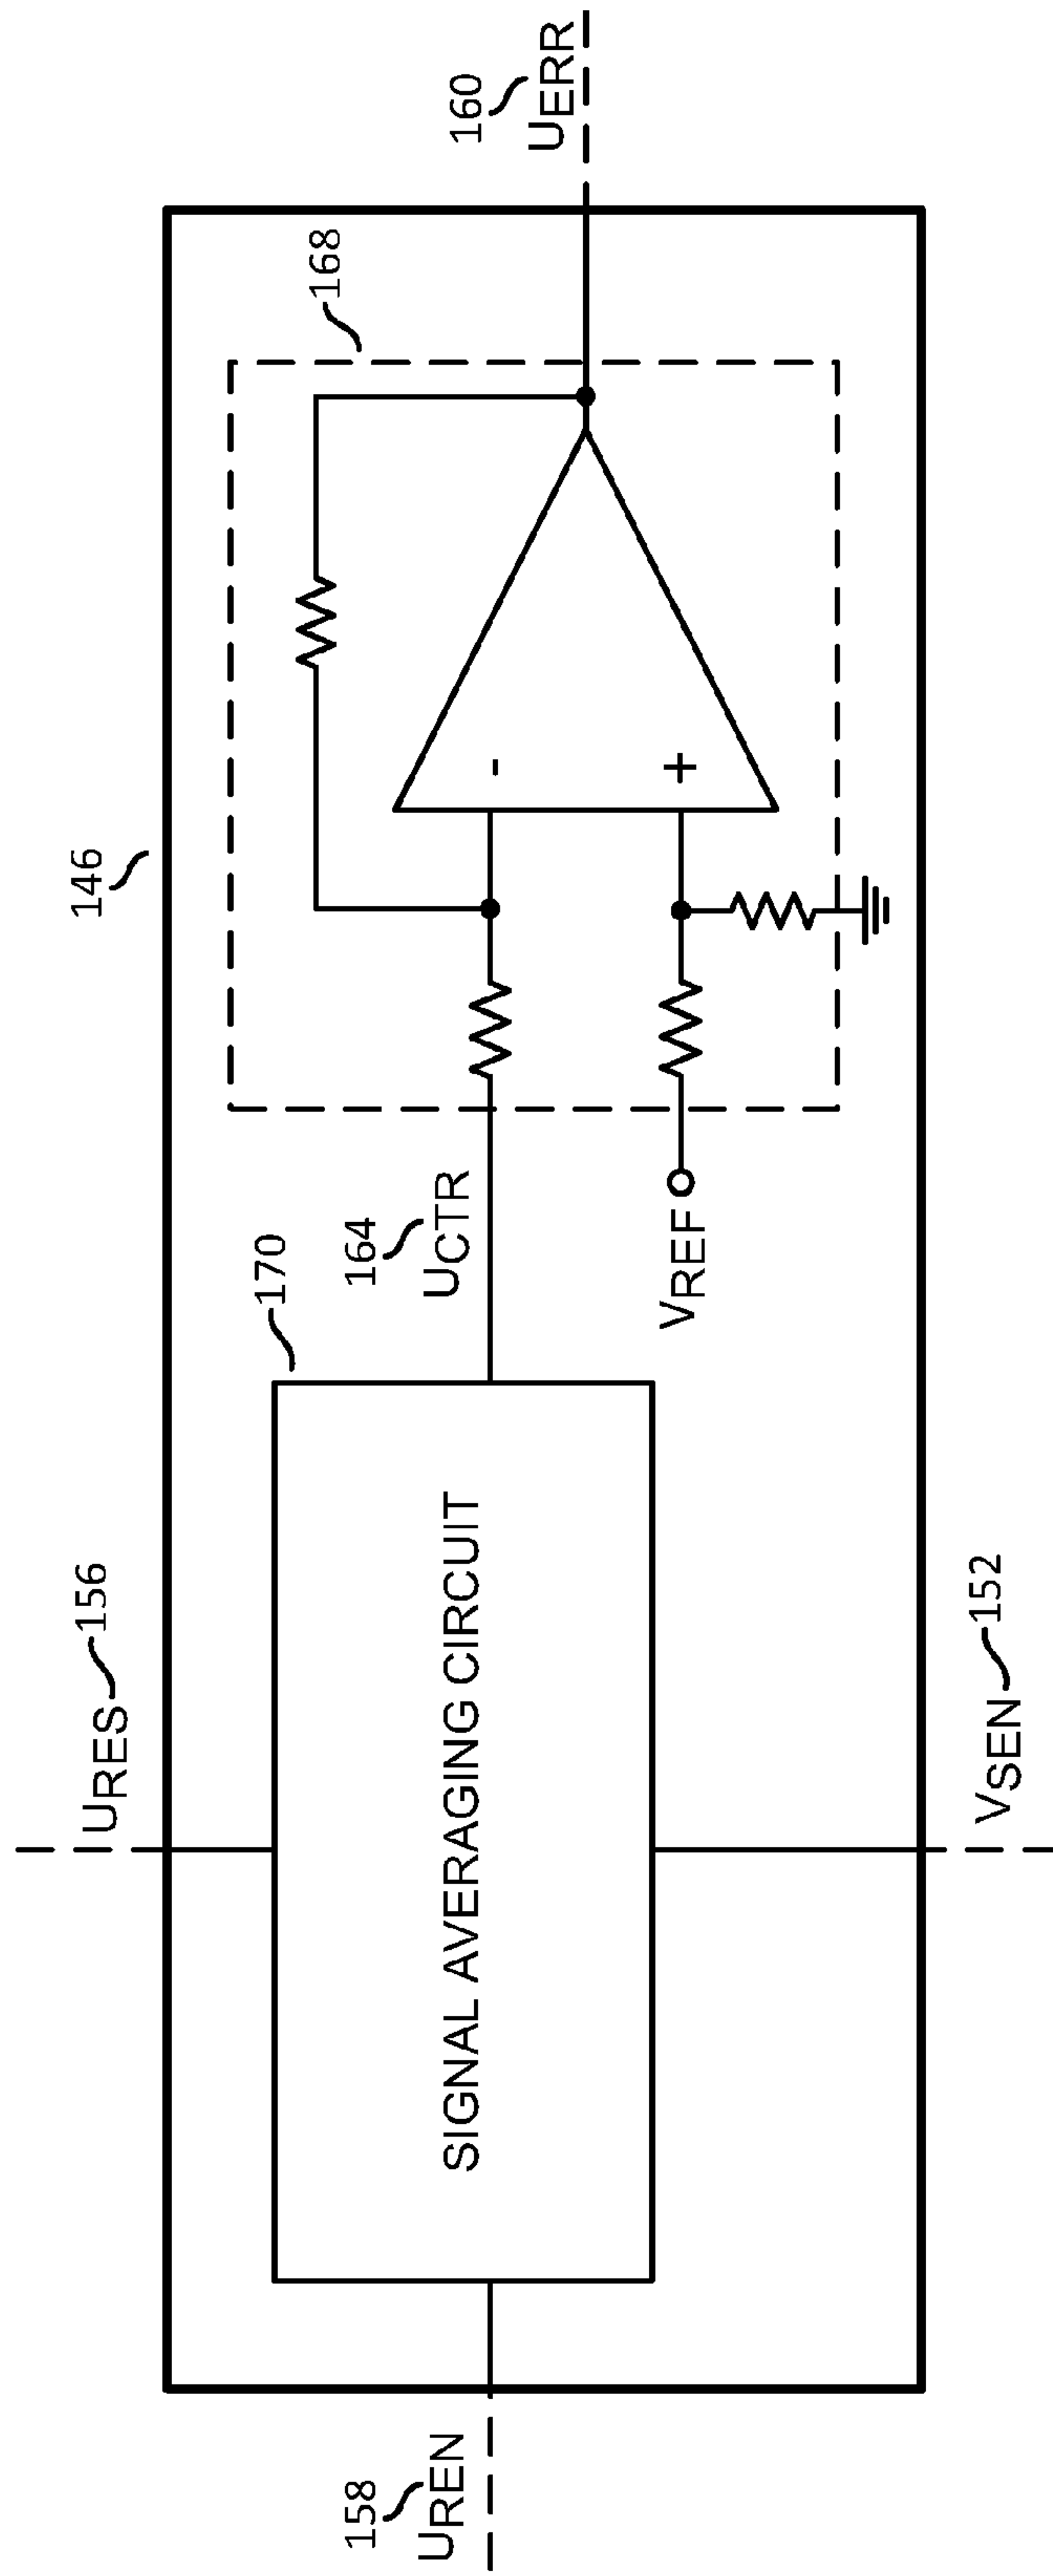 146
URES 156
158
UREN
SIGNAL AVERAGING CIRCUIT
170
164
UCTR
VREF
168
-
+
160
UERR
VSEN 152